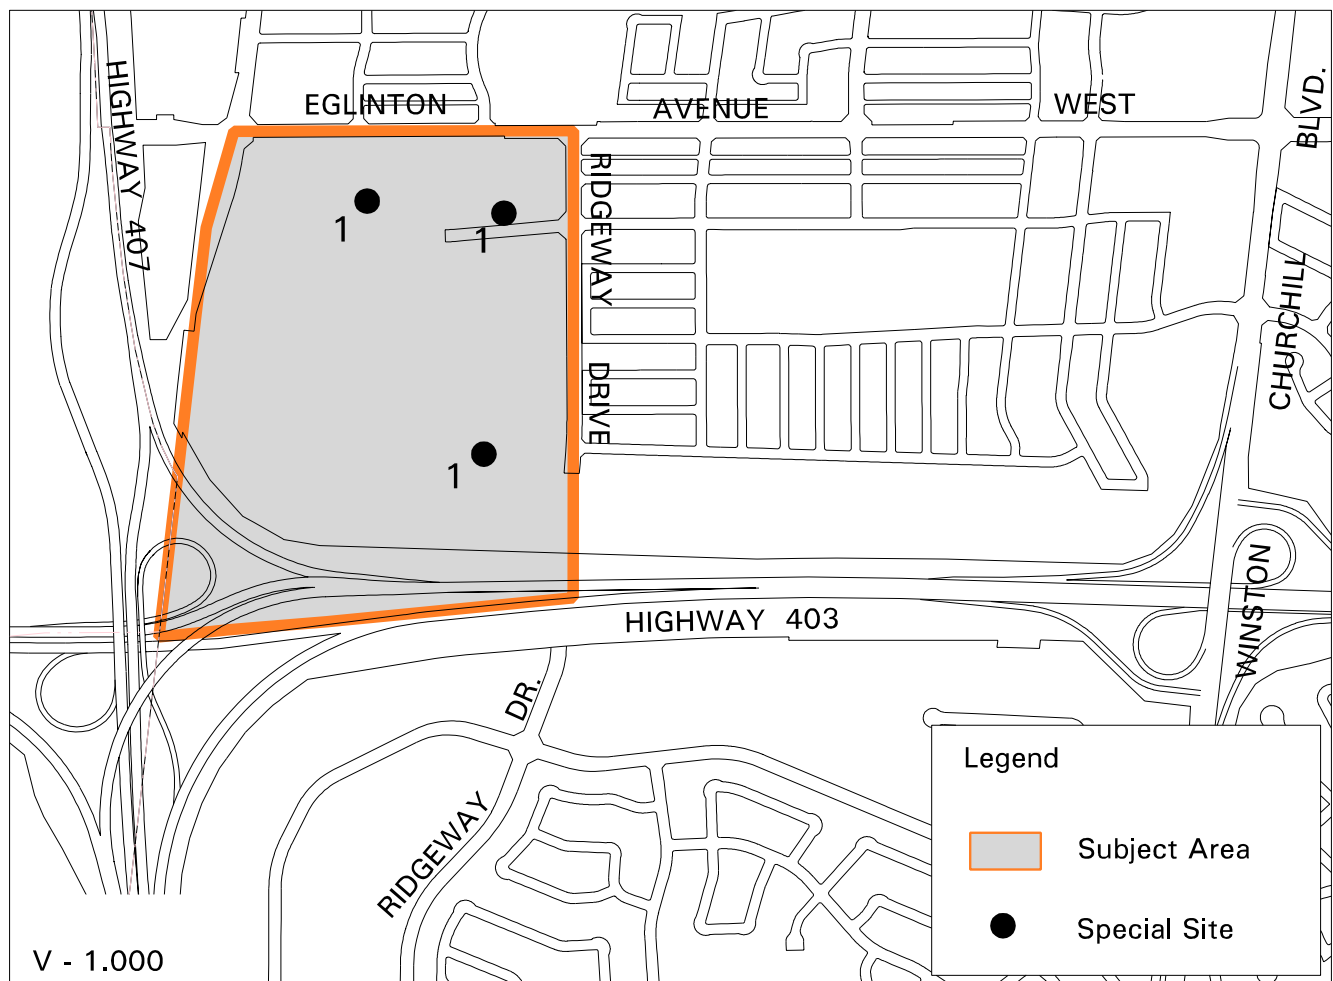 HIGHWAY 407
EGLINTON AVENUE WEST
BLVD.
CHURCHILL
WINSTON
RIDGEWAY DRIVE
1
1
1
HIGHWAY 403
DR.
RIDGEWAY
Legend
Subject Area
Special Site
V - 1.000